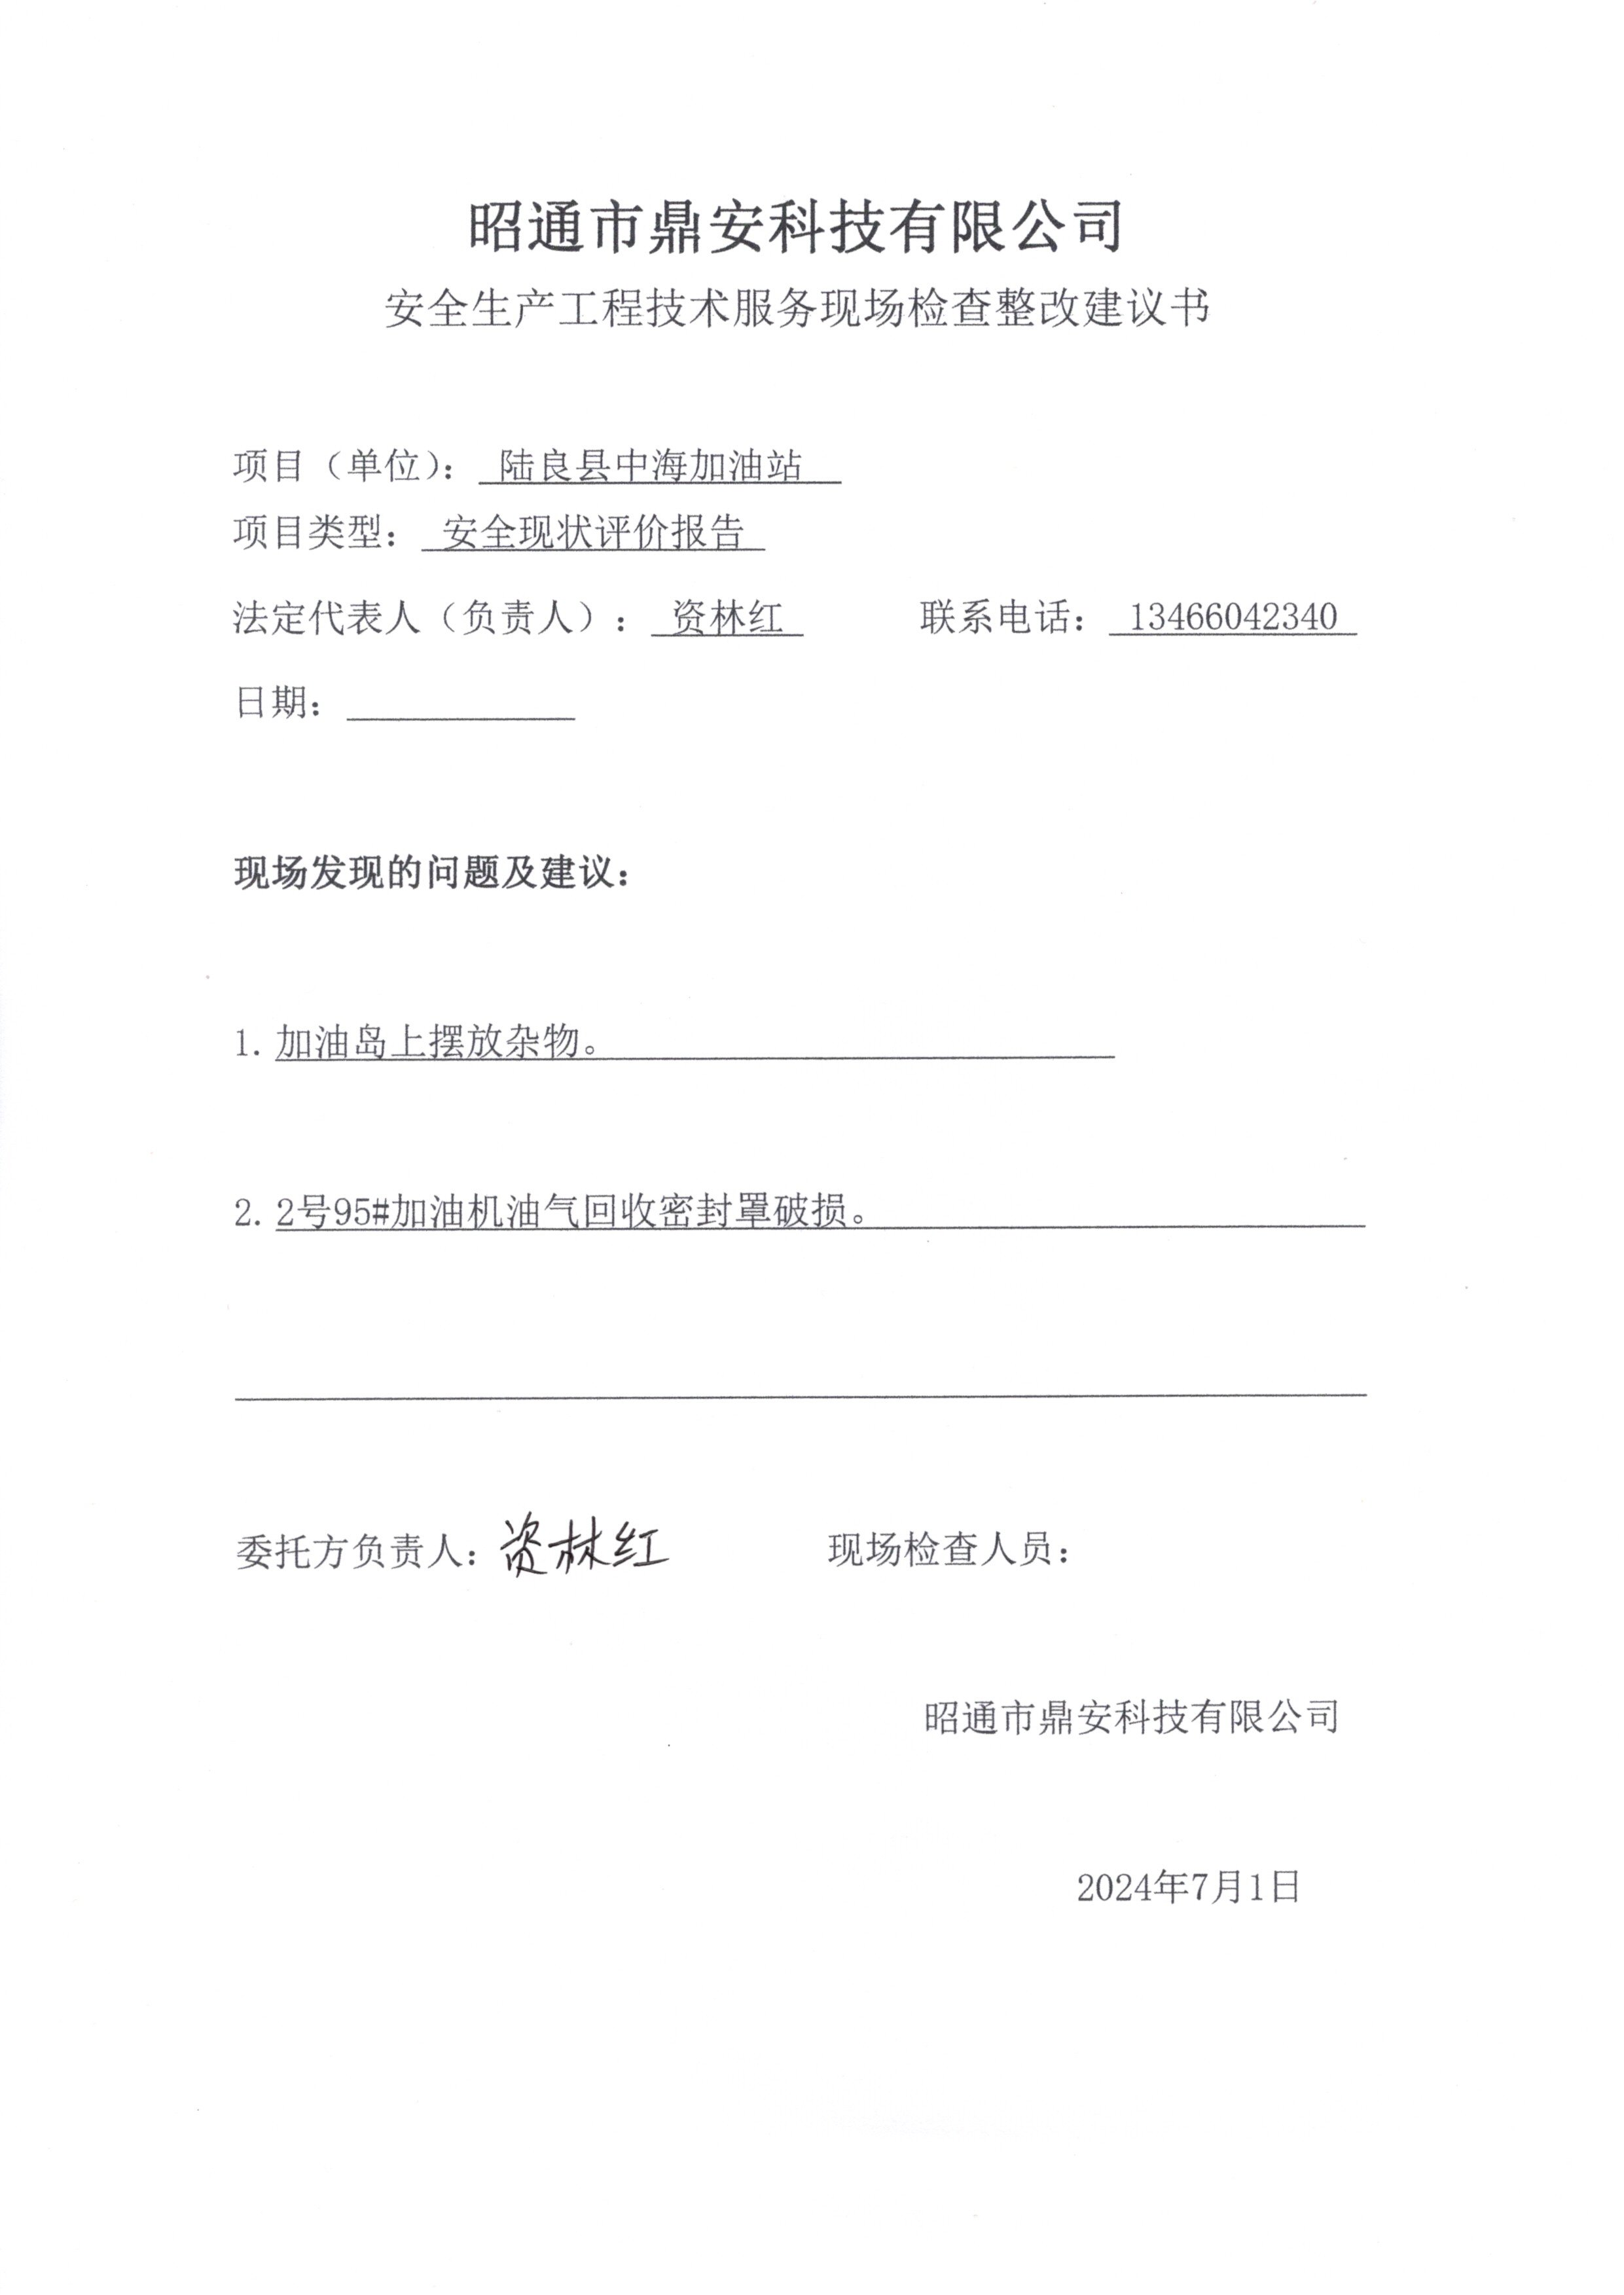 昭通市鼎安科技有限公司
安全生产工程技术服务现场检查整改建议书
项目（单位）： 陆良县中海加油站
项目类型： 安全现状评价报告
法定代表人（负责人）： 资林红 联系电话： 13466042340
日期：
现场发现的问题及建议：
1. 加油岛上摆放杂物。
2. 2号95#加油机油气回收密封罩破损。
委托方负责人：资林红 现场检查人员：
昭通市鼎安科技有限公司
2024年7月1日